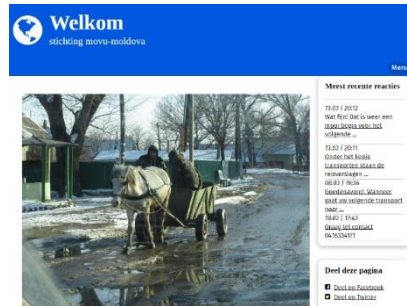 Welkom
stichting movu-moldova
Menu
Meest recente reacties
13.03 | 20:12
Wat fijn! Dat is weer een
mooi begin voor het
volgende ...
13.03 | 20:11
Onder het kopje
transporten staan de
reisverslagen ...
08.03 | 19:36
Goedenavond, Wanneer
gaat uw volgende transport
naar ...
Graag tel contact
Deel deze pagina
Deel op Facebook
Deel op Twitter